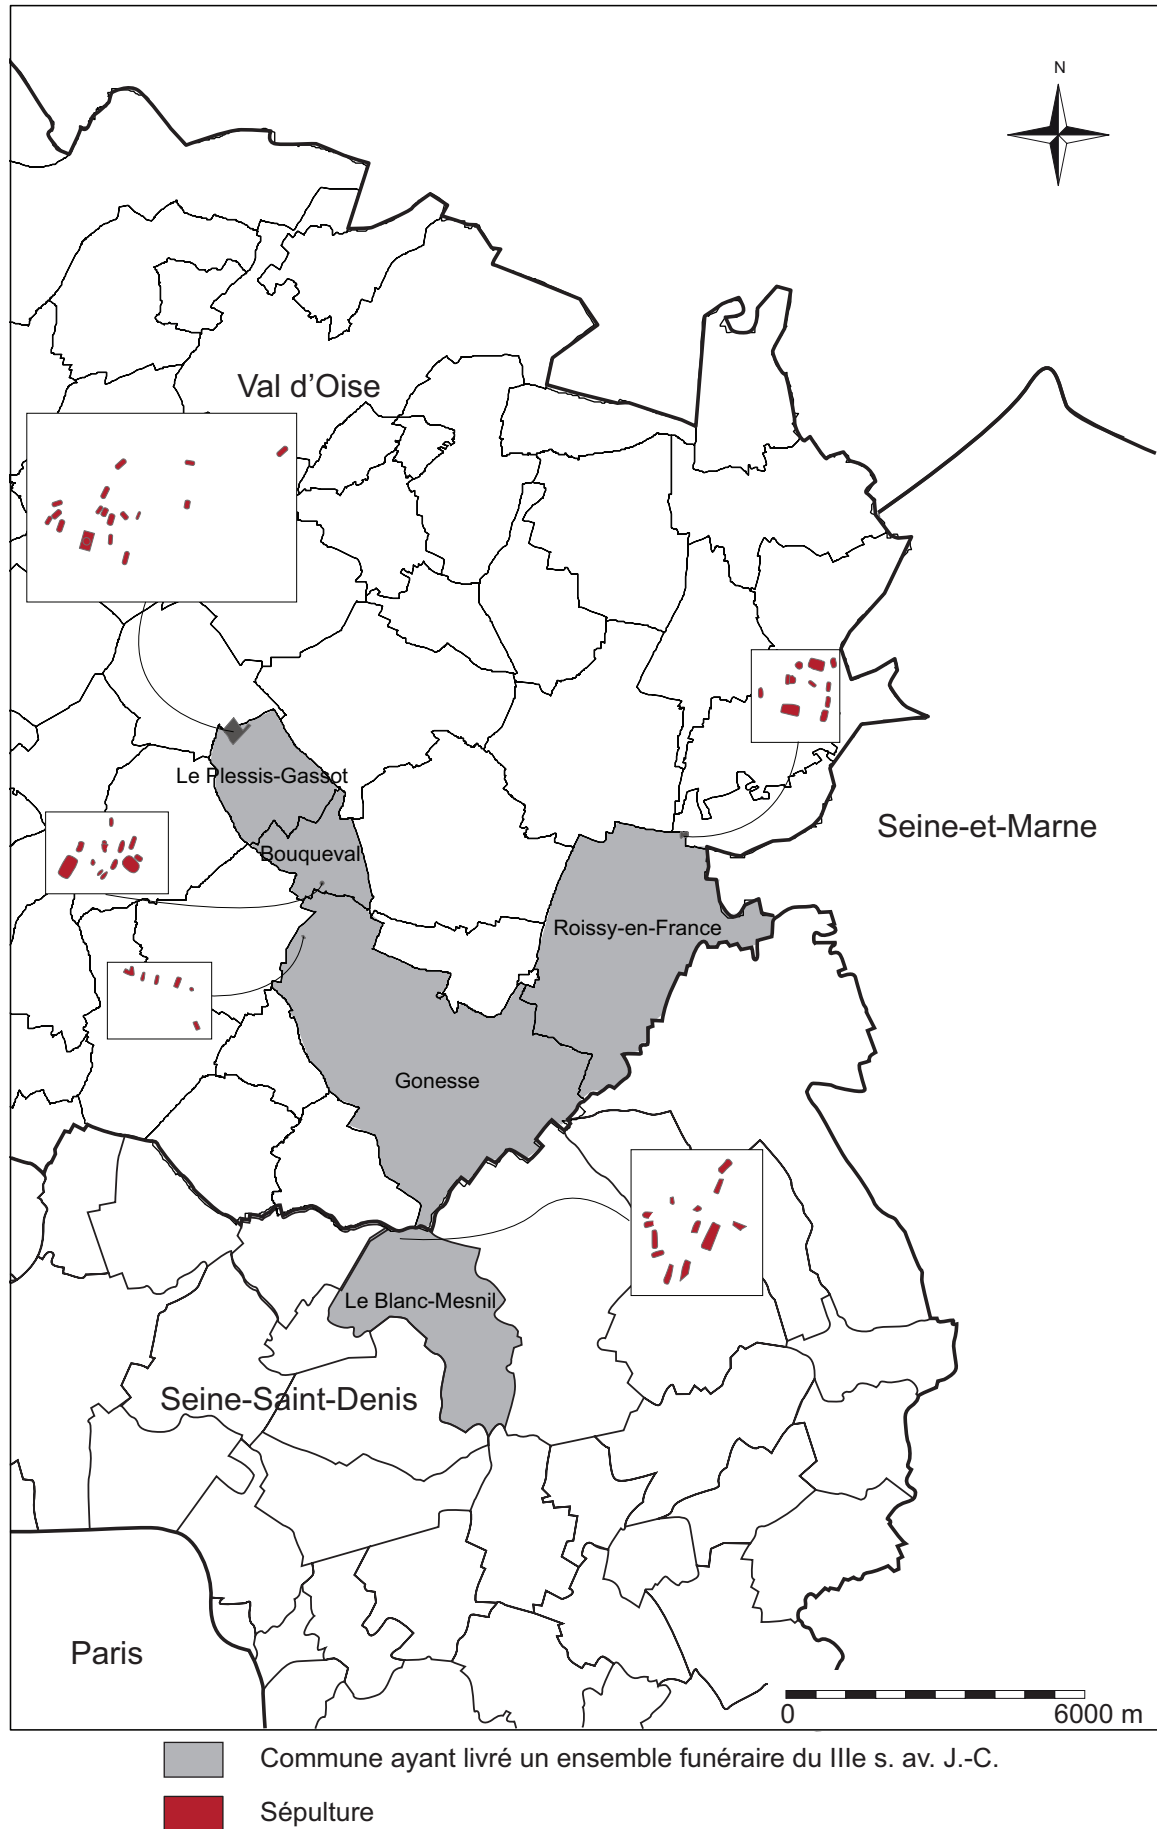 N
Val d’Oise
Le Plessis-Gassot
Seine-et-Marne
Bouqueval
Roissy-en-France
Gonesse
Le Blanc-Mesnil
Seine-Saint-Denis
Paris
0 6000 m
Commune ayant livré un ensemble funéraire du IIIe s. av. J.-C.
Sépulture